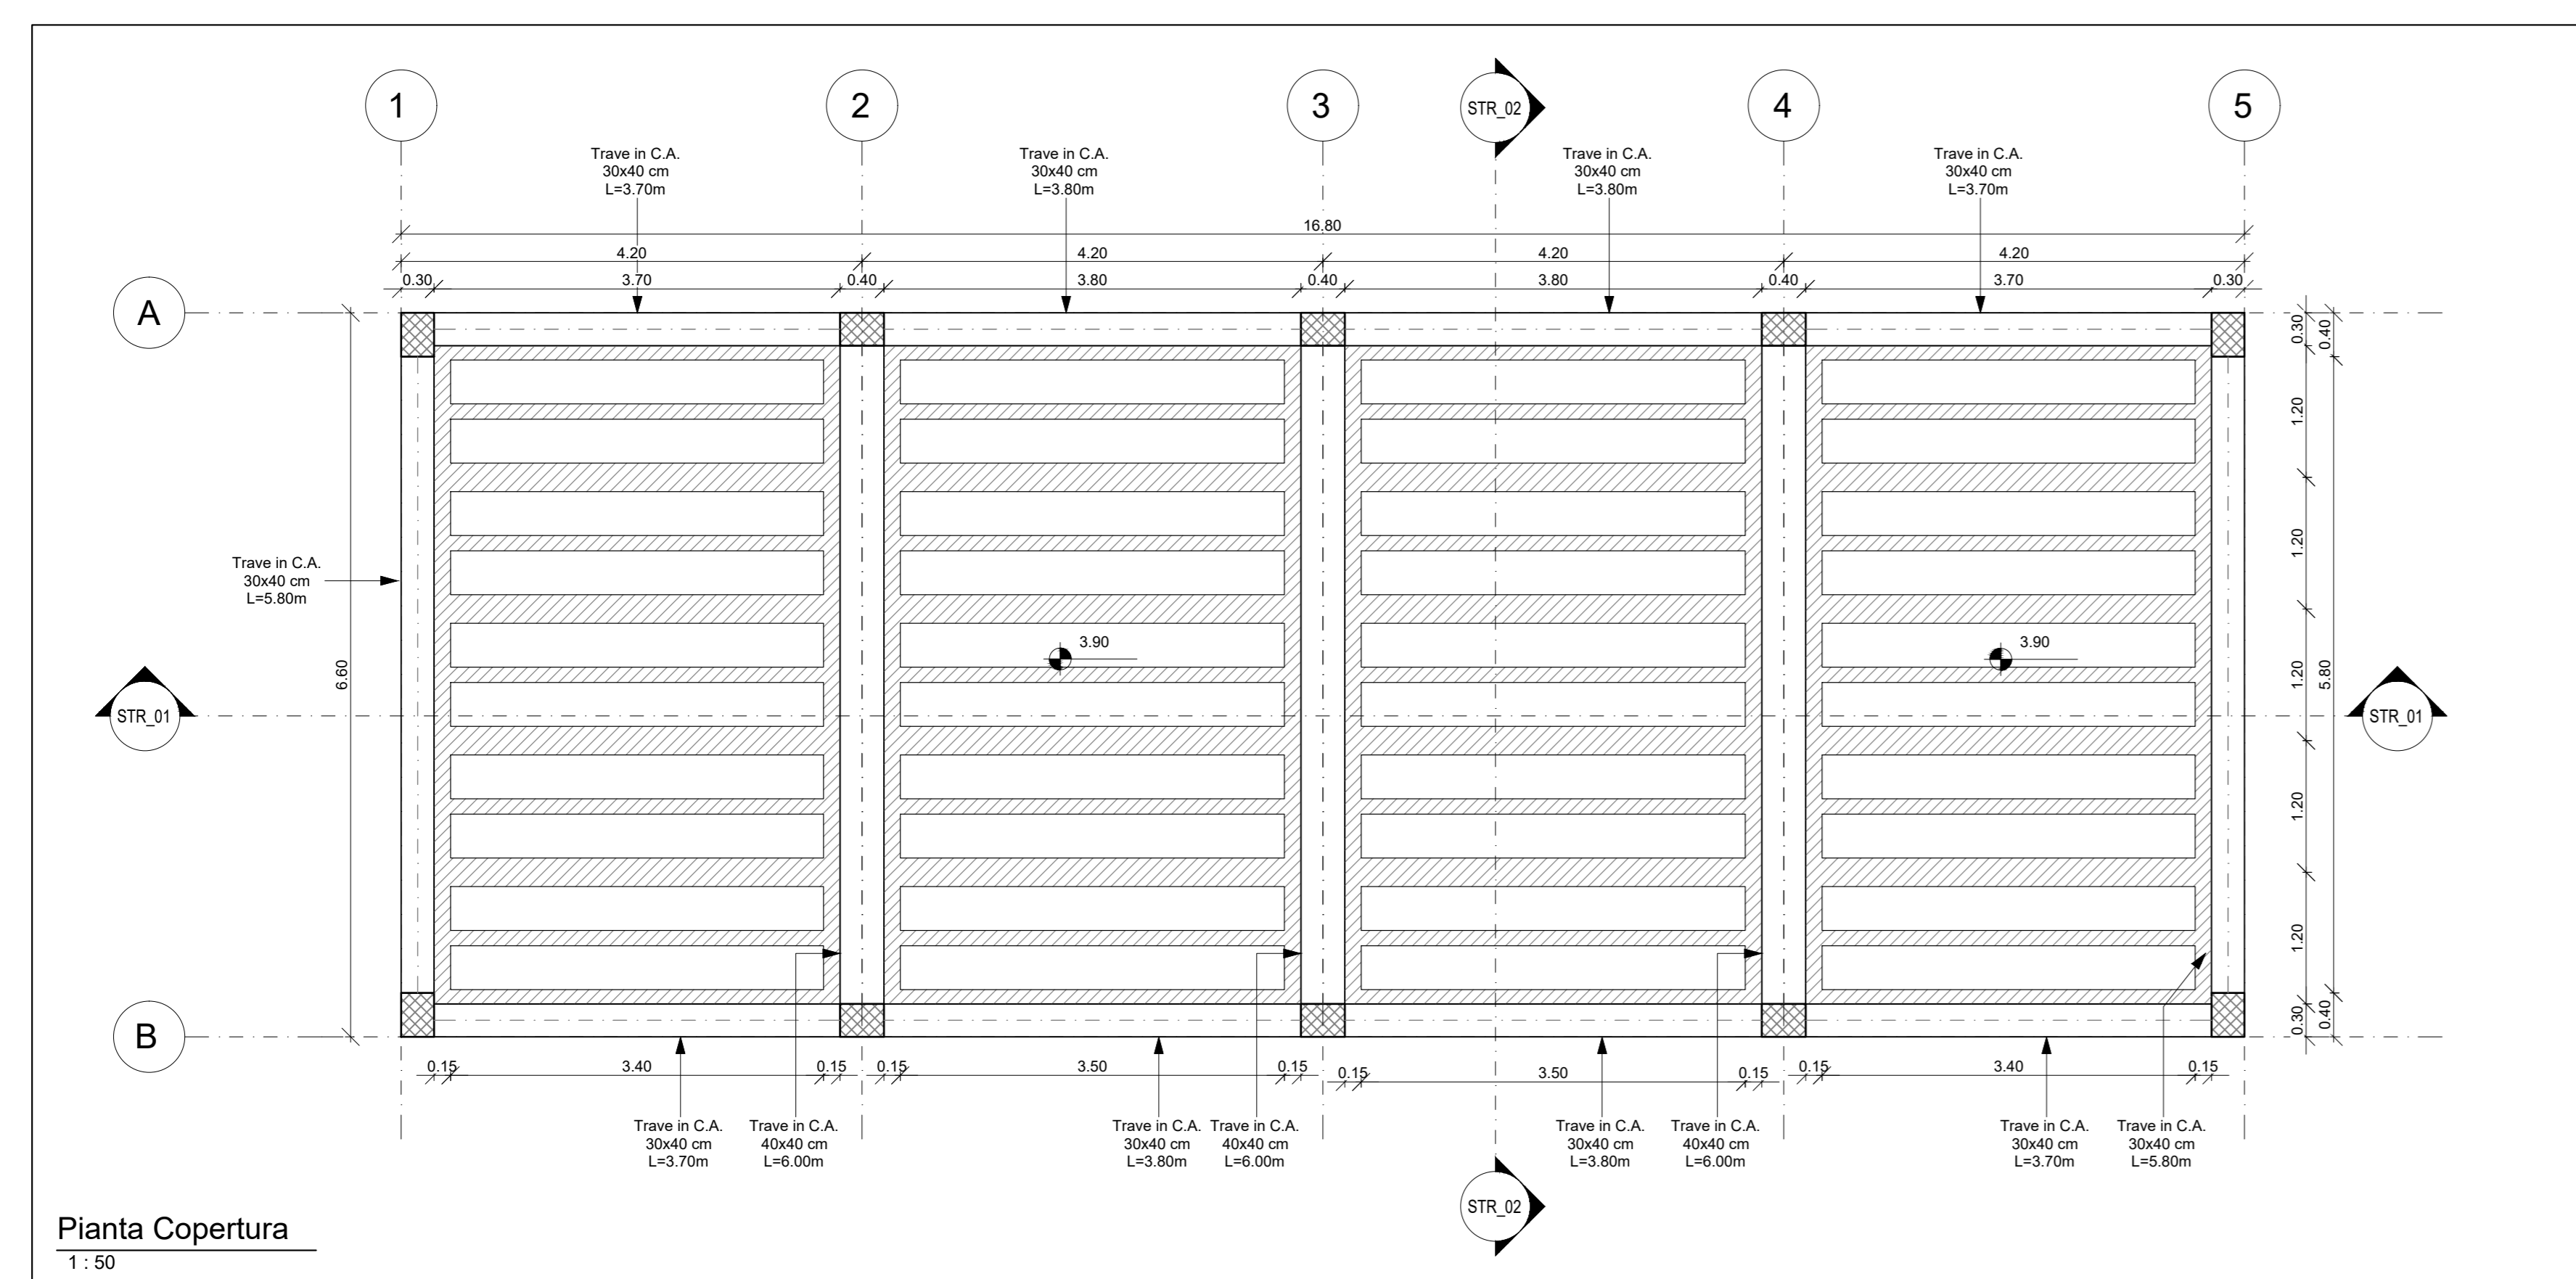 1
2
3
STR_02
4
5
Trave in C.A.
30x40 cm
L=3.70m
Trave in C.A.
30x40 cm
L=3.80m
Trave in C.A.
30x40 cm
L=3.80m
Trave in C.A.
30x40 cm
L=3.70m
16.80
4.20
4.20
4.20
4.20
0.30
3.70
0.40
3.80
0.40
3.80
0.40
3.70
0.30
A
0.30
0.40
1.20
1.20
Trave in C.A.
30x40 cm
L=5.80m
3.90
3.90
6.60
1.20
5.80
STR_01
STR_01
1.20
1.20
0.30
0.40
B
0.15
3.40
0.15
0.15
3.50
0.15
0.15
3.50
0.15
0.15
3.40
0.15
Trave in C.A.
30x40 cm
L=3.70m
Trave in C.A.
40x40 cm
L=6.00m
Trave in C.A.
30x40 cm
L=3.80m
Trave in C.A.
40x40 cm
L=6.00m
Trave in C.A.
30x40 cm
L=3.80m
Trave in C.A.
40x40 cm
L=6.00m
Trave in C.A.
30x40 cm
L=3.70m
Trave in C.A.
30x40 cm
L=5.80m
STR_02
Pianta Copertura
1 : 50